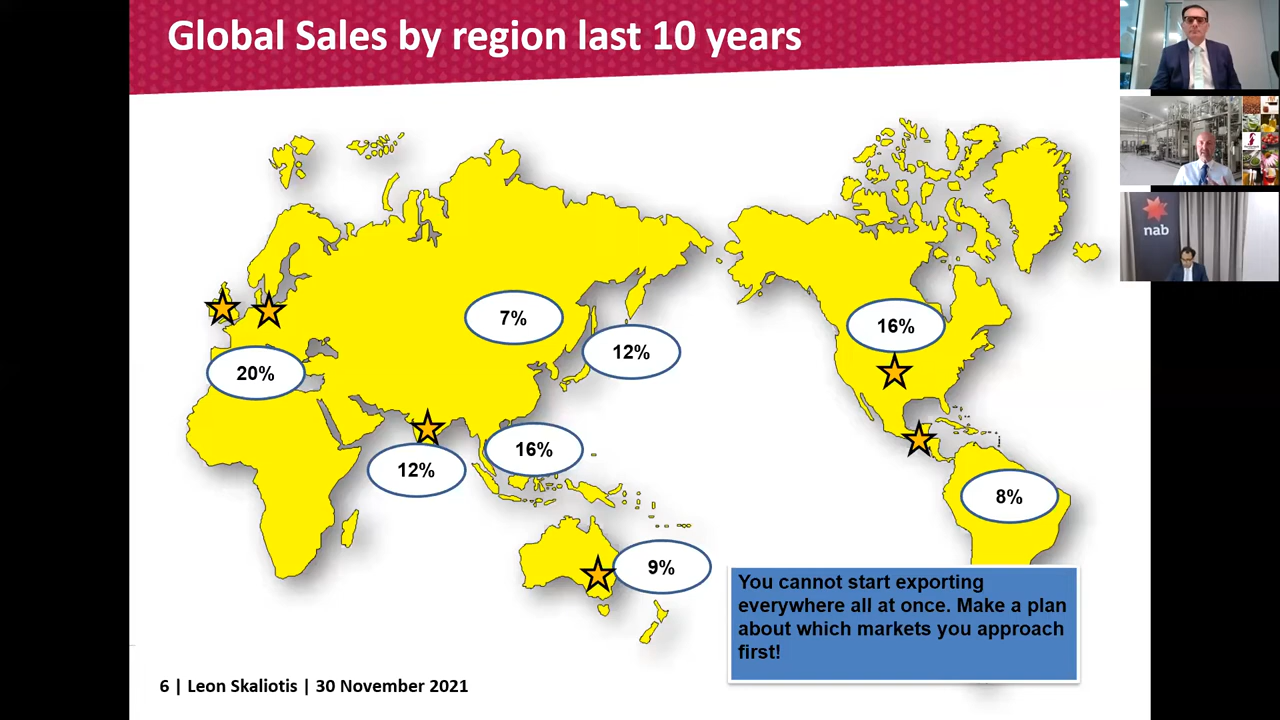 Global Sales by region last 10 years
nab
7%
16%
12%
20%
16%
12%
8%
9%
You cannot start exporting
everywhere all at once. Make a plan
about which markets you approach
first!
6 | Leon Skaliotis | 30 November 2021